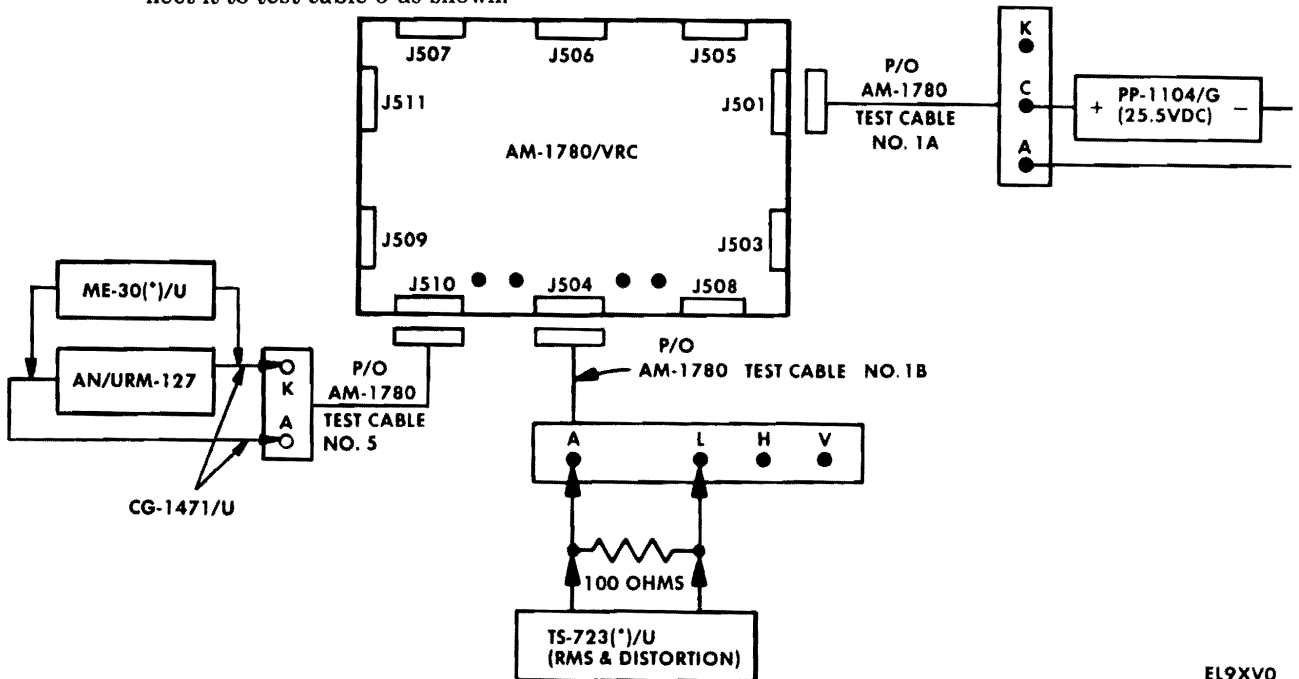 nect it to test cable 5 as shown.
J507
J506
J505
J511
J501
AM-1780/VRC
J509
J503
J510
J504
J508
P/O
AM-1780
TEST CABLE
NO. 1A
K
C
A
+ PP-1104/G –
(25.5VDC)
ME-30(*)/U
AN/URM-127
K
A
P/O
AM-1780
TEST CABLE
NO. 5
CG-1471/U
P/O
AM-1780 TEST CABLE NO. 1B
A L H V
100 OHMS
TS-723(*)/U
(RMS & DISTORTION)
EL9XV0